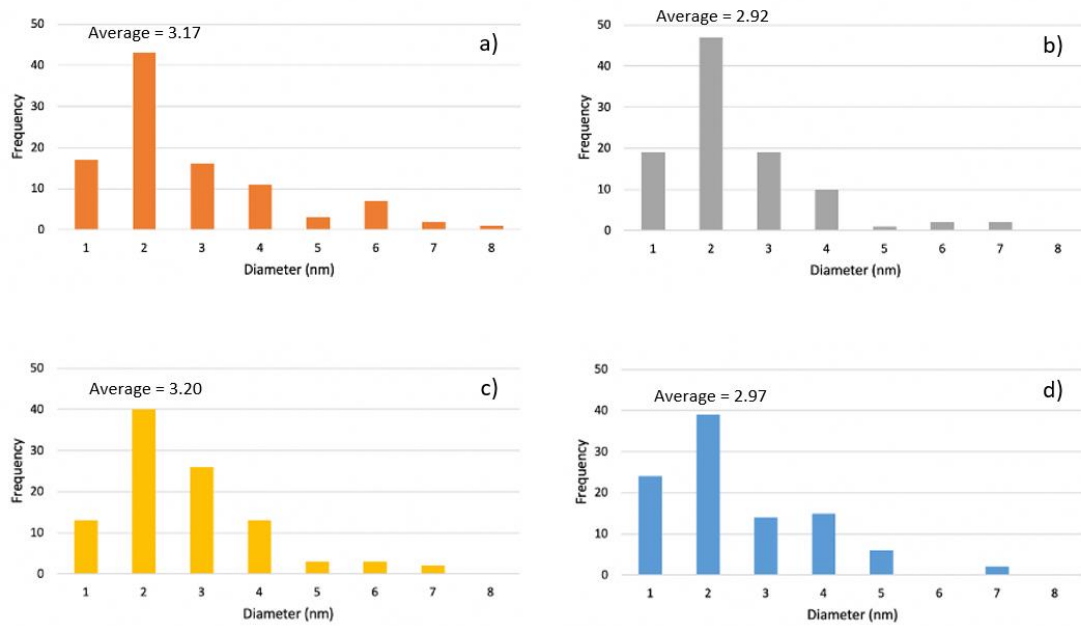 Average = 3.17
a)
50
40
30
20
10
0
Frequency
1 2 3 4 5 6 7 8
Diameter (nm)
Average = 2.92
b)
50
40
30
20
10
0
Frequency
1 2 3 4 5 6 7 8
Diameter (nm)
Average = 3.20
c)
50
40
30
20
10
0
Frequency
1 2 3 4 5 6 7 8
Diameter (nm)
Average = 2.97
d)
50
40
30
20
10
0
Frequency
1 2 3 4 5 6 7 8
Diameter (nm)